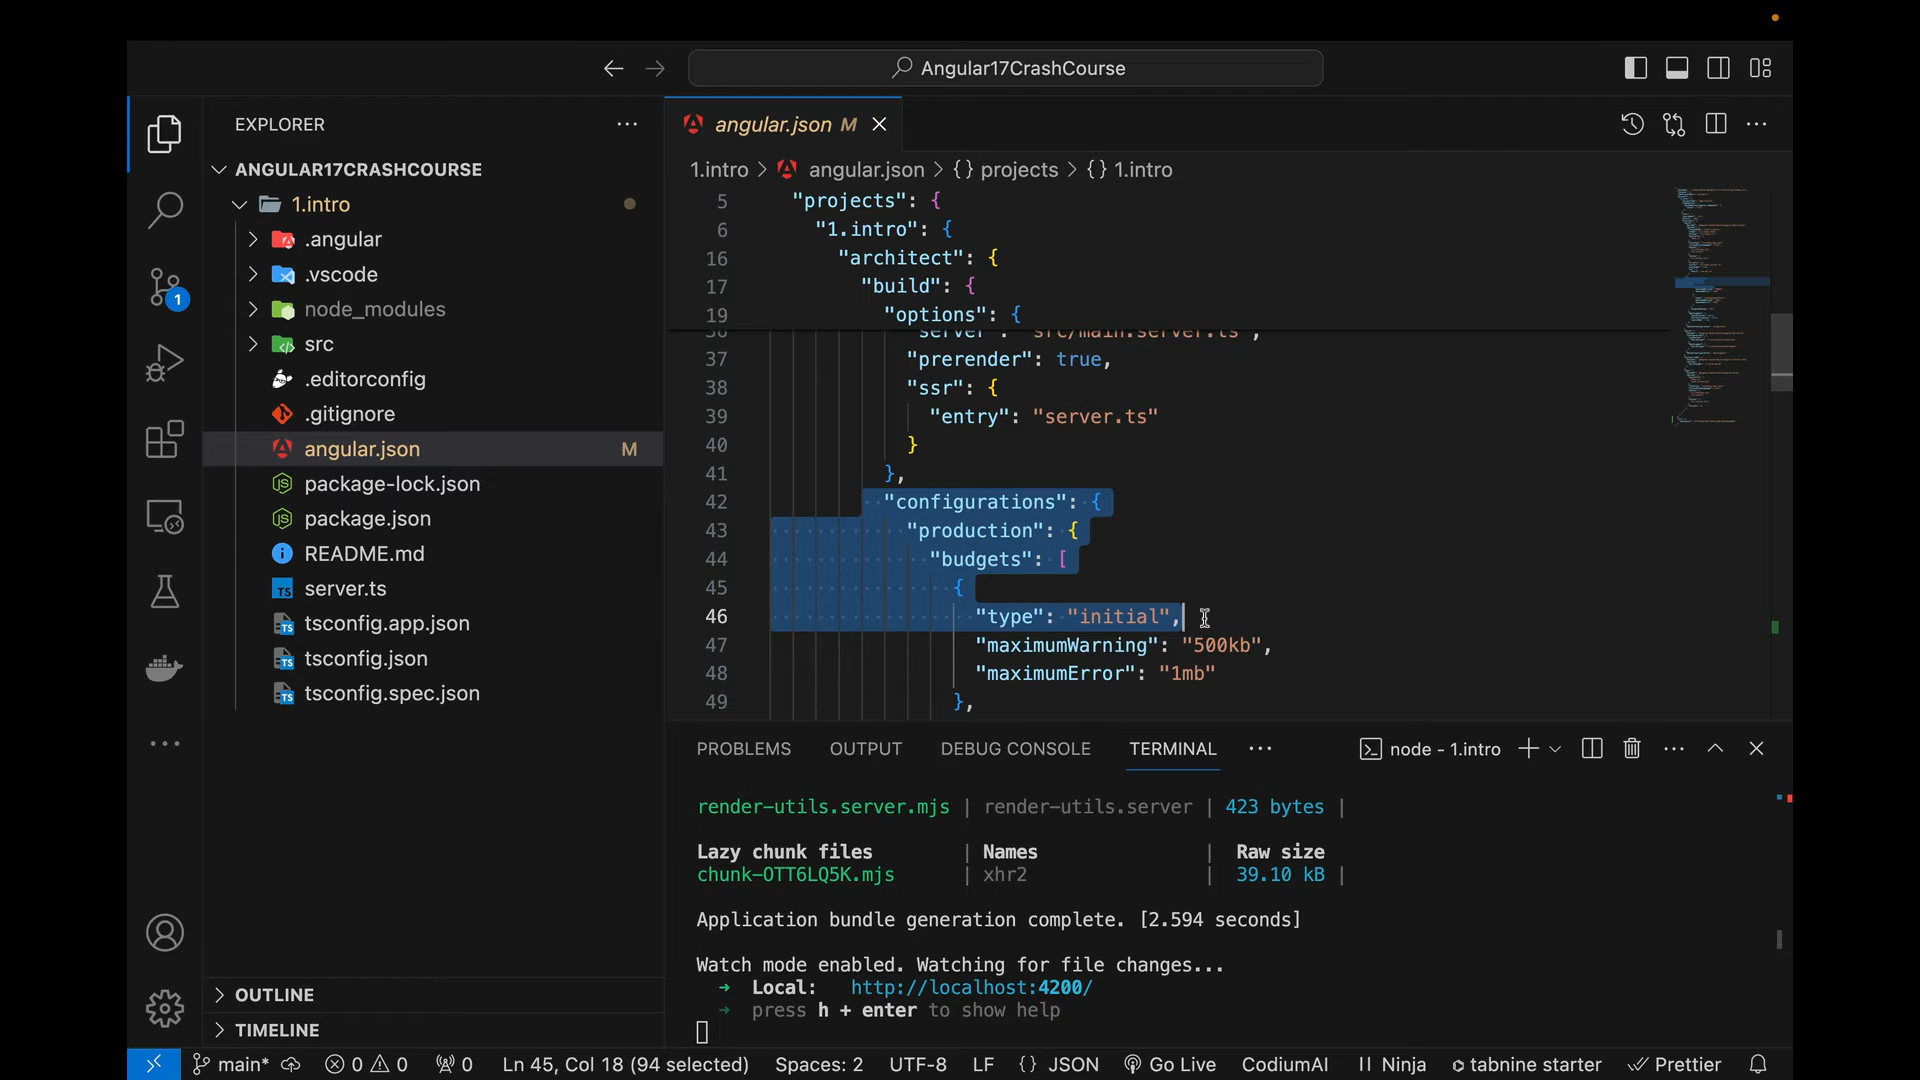 Angular17CrashCourse
EXPLORER
ANGULAR17CRASHCOURSE
1.intro
.angular
.vscode
node_modules
src
.editorconfig
.gitignore
angular.json M
package-lock.json
package.json
README.md
server.ts
tsconfig.app.json
tsconfig.json
tsconfig.spec.json
OUTLINE
TIMELINE
1
angular.json M
1.intro > angular.json > {} projects > {} 1.intro
5 "projects": {
6 "1.intro": {
16 "architect": {
17 "build": {
19 "options": {
36 "server": "src/main.server.ts",
37 "prerender": true,
38 "ssr": {
39 "entry": "server.ts"
40 }
41 },
42 "configurations": {
43 "production": {
44 "budgets": [
45 {
46 "type": "initial",
47 "maximumWarning": "500kb",
48 "maximumError": "1mb"
49 },
PROBLEMS OUTPUT DEBUG CONSOLE TERMINAL node - 1.intro
render-utils.server.mjs | render-utils.server | 423 bytes |
Lazy chunk files | Names | Raw size
chunk-OTT6LQ5K.mjs | xhr2 | 39.10 kB |
Application bundle generation complete. [2.594 seconds]
Watch mode enabled. Watching for file changes...
➜ Local: http://localhost:4200/
➜ press h + enter to show help
main* 0 0 0 Ln 45, Col 18 (94 selected) Spaces: 2 UTF-8 LF {} JSON Go Live CodiumAI Ninja tabnine starter Prettier